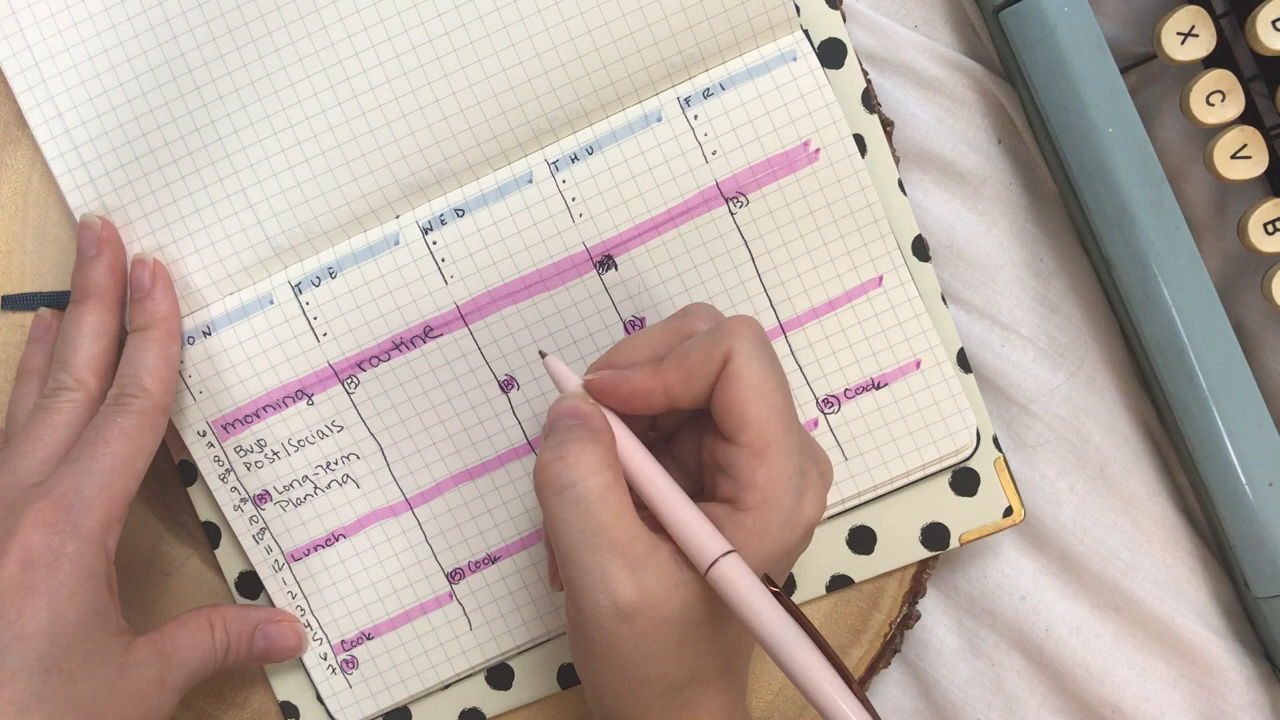 ON
TUE
WED
THU
FRI
morning routine
6
7
8
9
10
11
12
1
2
3
4
5
6
7
BUJO
Post/Socials
B Long-Term
Planning
Lunch
Cook
B
B
B Cook
B
B
B
B Cook
X
C
V
B